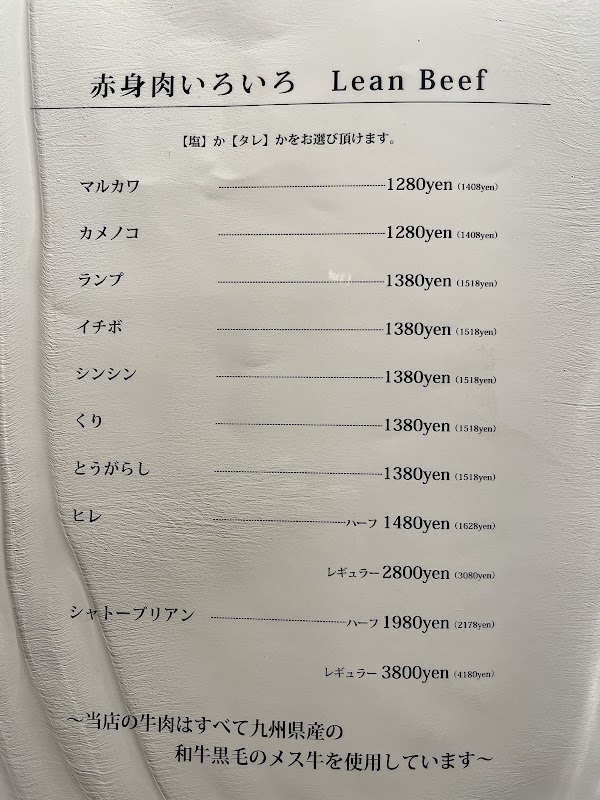 赤身肉いろいろ Lean Beef
【塩】か【タレ】かをお選び頂けます。
マルカワ 1280yen (1408yen)
カメノコ 1280yen (1408yen)
ランプ 1380yen (1518yen)
イチボ 1380yen (1518yen)
シンシン 1380yen (1518yen)
くり 1380yen (1518yen)
とうがらし 1380yen (1518yen)
ヒレ ハーフ 1480yen (1628yen)
レギュラー 2800yen (3080yen)
シャトーブリアン ハーフ 1980yen (2178yen)
レギュラー 3800yen (4180yen)
〜当店の牛肉はすべて九州県産の
和牛黒毛のメス牛を使用しています〜